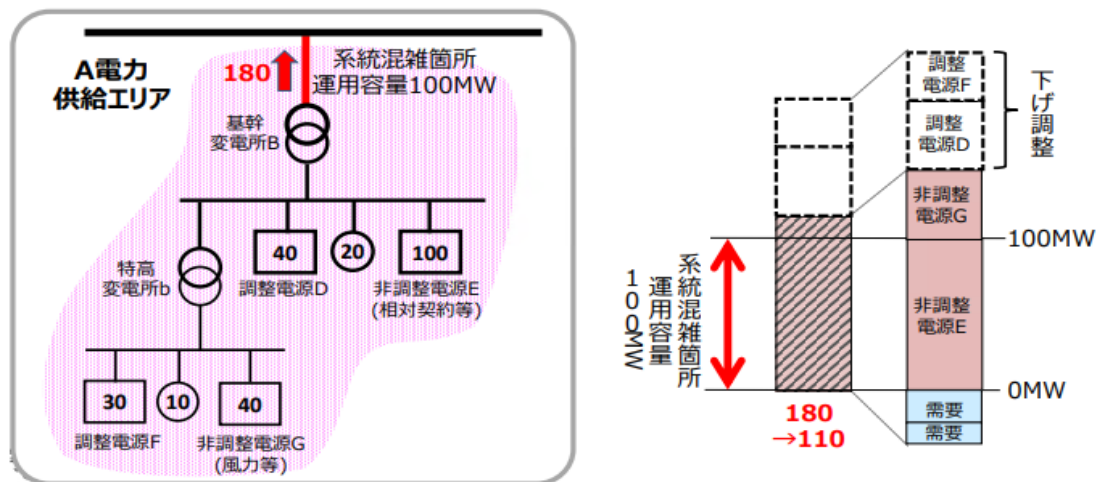 A電力
供給エリア
180
系統混雑箇所
運用容量100MW
基幹
変電所B
特高
変電所b
40
20
100
調整電源D
非調整電源E
(相対契約等)
30
10
40
調整電源F
非調整電源G
(風力等)
系統混雑箇所
運用容量
100MW
180
→110
調整
電源F
調整
電源D
下げ調整
非調整
電源G
100MW
非調整
電源E
0MW
需要
需要